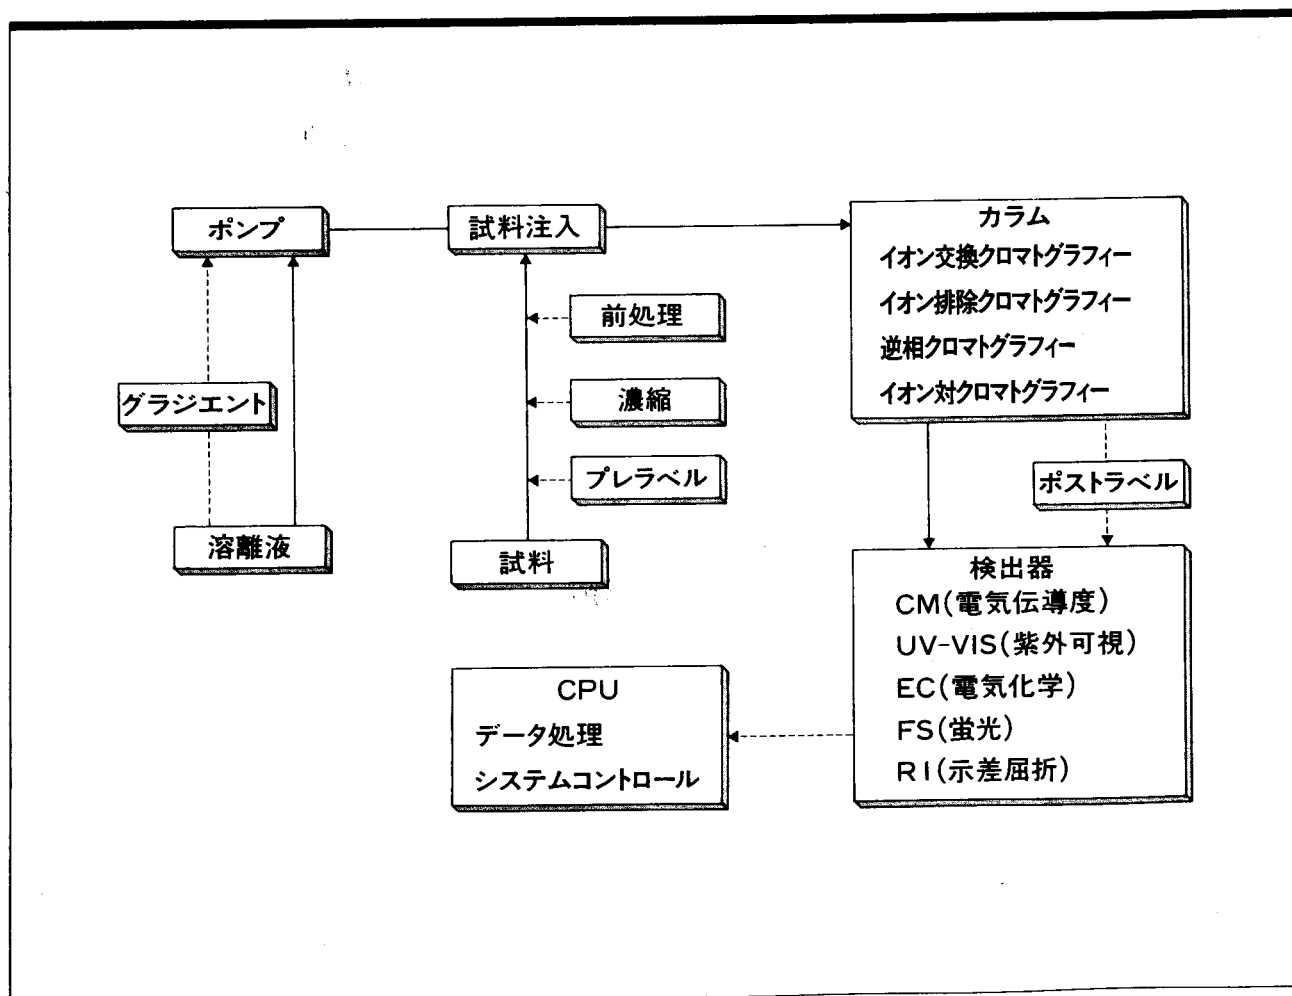 ポンプ
試料注入
カラム
イオン交換クロマトグラフィー
イオン排除クロマトグラフィー
逆相クロマトグラフィー
イオン対クロマトグラフィー
前処理
グラジエント
濃縮
プレラベル
ポストラベル
溶離液
試料
検出器
CM(電気伝導度)
UV-VIS(紫外可視)
EC(電気化学)
FS(蛍光)
RI(示差屈折)
CPU
データ処理
システムコントロール